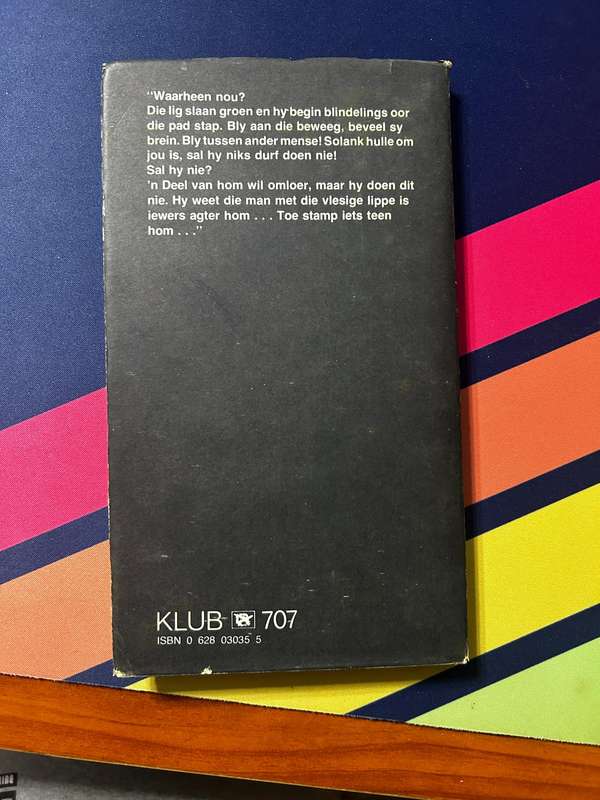 "Waarheen nou?
Die lig slaan groen en hy begin blindelings oor
die pad stap. Bly aan die beweeg, beveel sy
brein. Bly tussen ander mense! Solank hulle om
jou is, sal hy niks durf doen nie!
Sal hy nie?
'n Deel van hom wil omloer, maar hy doen dit
nie. Hy weet die man met die vlesige lippe is
iewers agter hom . . . Toe stamp iets teen
hom . . ."
KLUB 707
ISBN 0 628 03035 5